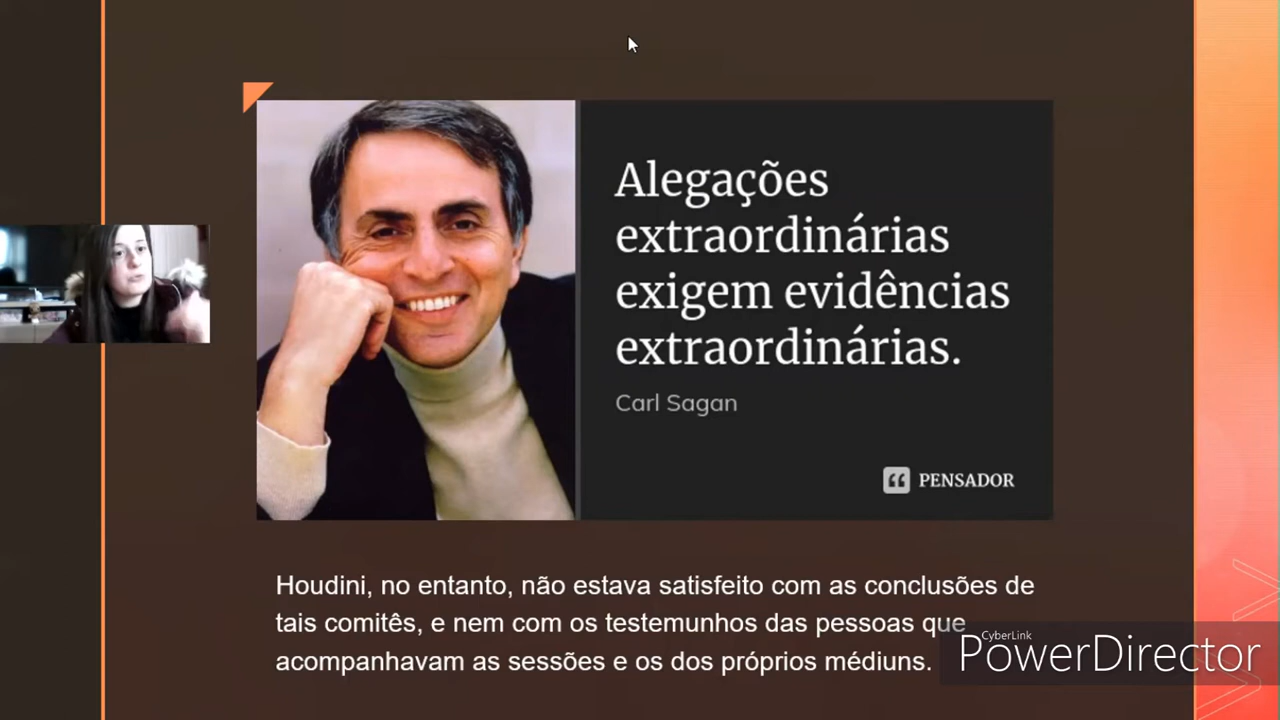 Alegações
extraordinárias
exigem evidências
extraordinárias.
Carl Sagan
PENSADOR
Houdini, no entanto, não estava satisfeito com as conclusões de
tais comitês, e nem com os testemunhos das pessoas que
acompanhavam as sessões e os dos próprios médiuns.
CyberLink
PowerDirector